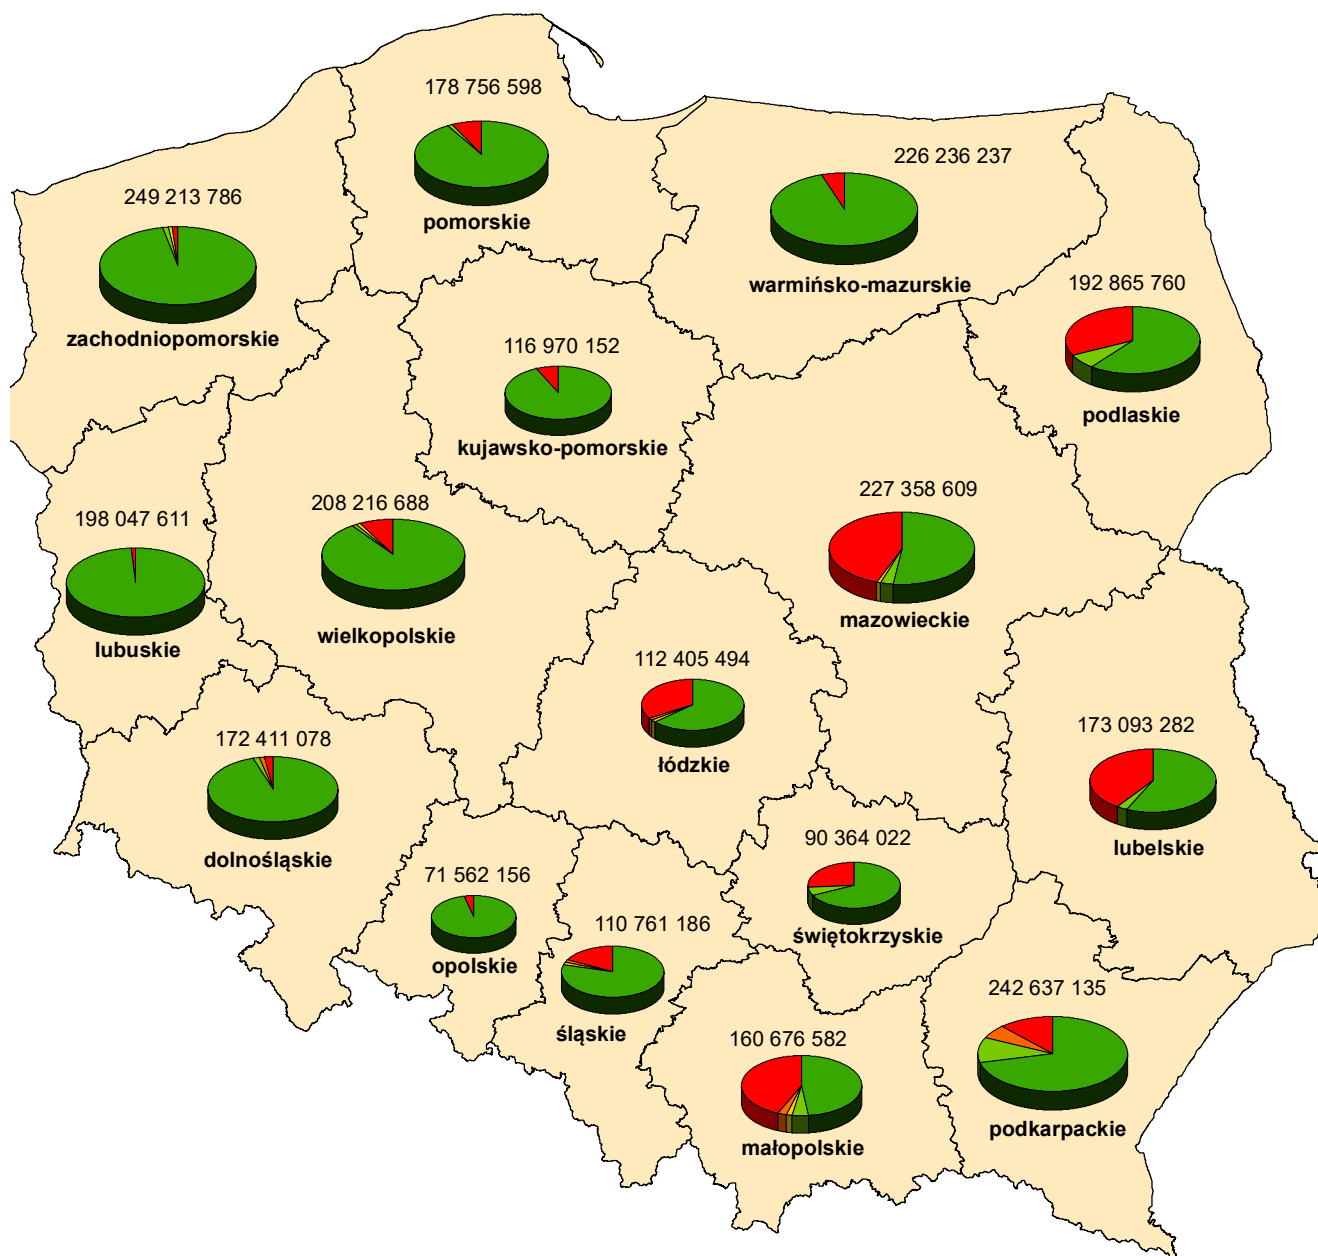 178 756 598
pomorskie
226 236 237
warmińsko-mazurskie
249 213 786
zachodniopomorskie
192 865 760
podlaskie
116 970 152
kujawsko-pomorskie
198 047 611
lubuskie
208 216 688
wielkopolskie
227 358 609
mazowieckie
112 405 494
łódzkie
173 093 282
lubelskie
172 411 078
dolnośląskie
90 364 022
świętokrzyskie
71 562 156
opolskie
110 761 186
śląskie
242 637 135
podkarpackie
160 676 582
małopolskie